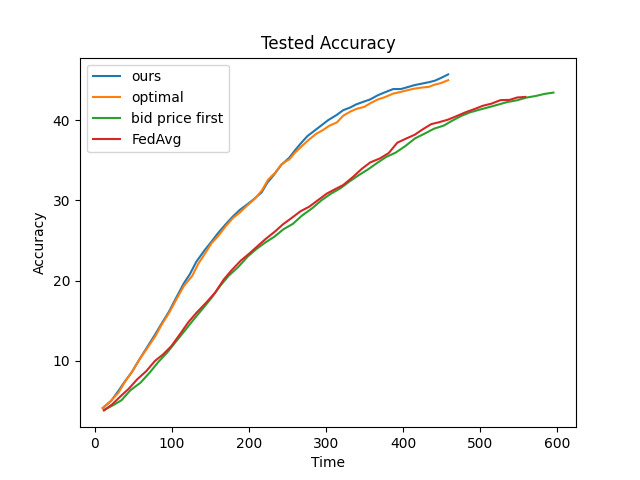 Tested Accuracy
ours
optimal
bid price first
FedAvg
Accuracy
40
30
20
10
0 100 200 300 400 500 600
Time